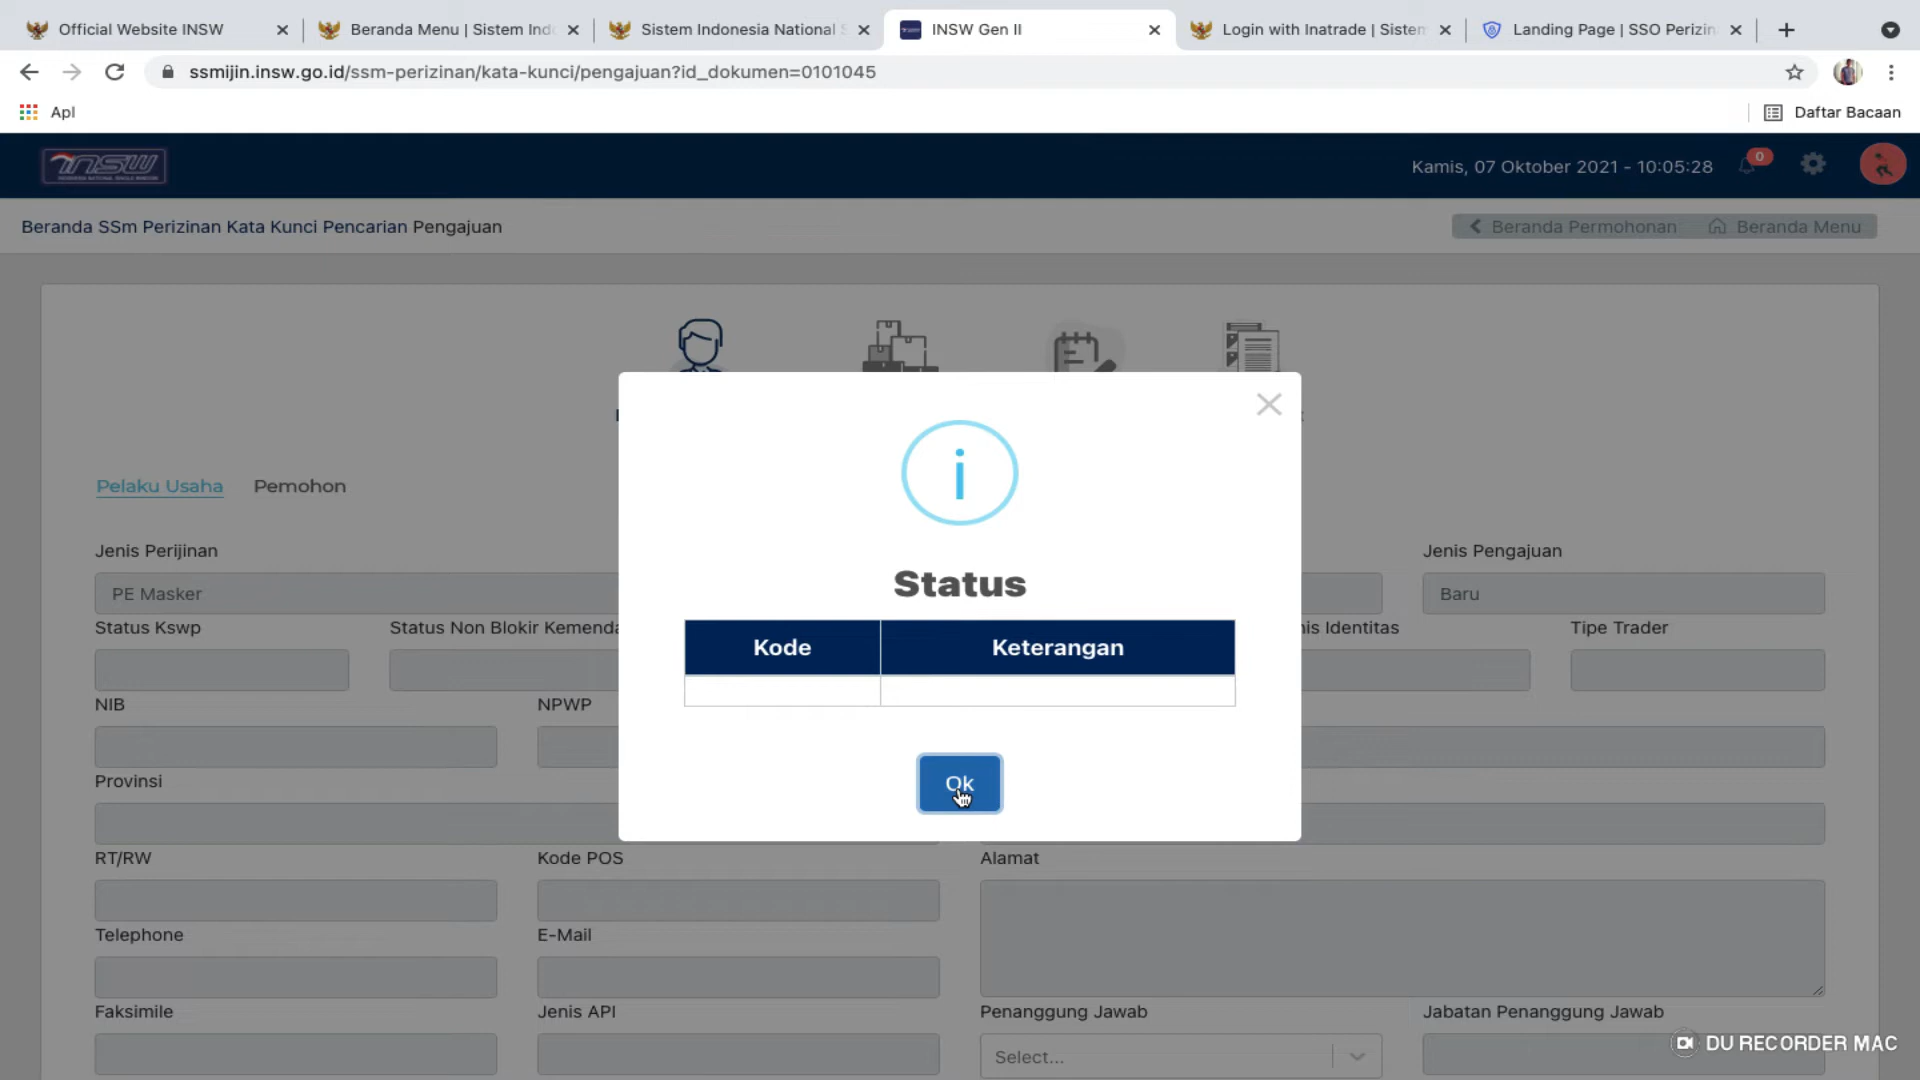 Official Website INSW
Beranda Menu | Sistem Ind
Sistem Indonesia National S
INSW Gen II
Login with Inatrade | Sistem
Landing Page | SSO Perizin
ssmijin.insw.go.id/ssm-perizinan/kata-kunci/pengajuan?id_dokumen=0101045
Apl
Daftar Bacaan
INSW
Kamis, 07 Oktober 2021 - 10:05:28
0
Beranda SSm Perizinan Kata Kunci Pencarian Pengajuan
Beranda Permohonan
Beranda Menu
Pelaku Usaha
Pemohon
Status
Kode
Keterangan
Ok
Jenis Perijinan
Jenis Pengajuan
PE Masker
Baru
Status Kswp
Status Non Blokir Kemenda
is Identitas
Tipe Trader
NIB
NPWP
Provinsi
RT/RW
Kode POS
Alamat
Telephone
E-Mail
Faksimile
Jenis API
Penanggung Jawab
Jabatan Penanggung Jawab
Select...
DU RECORDER MAC